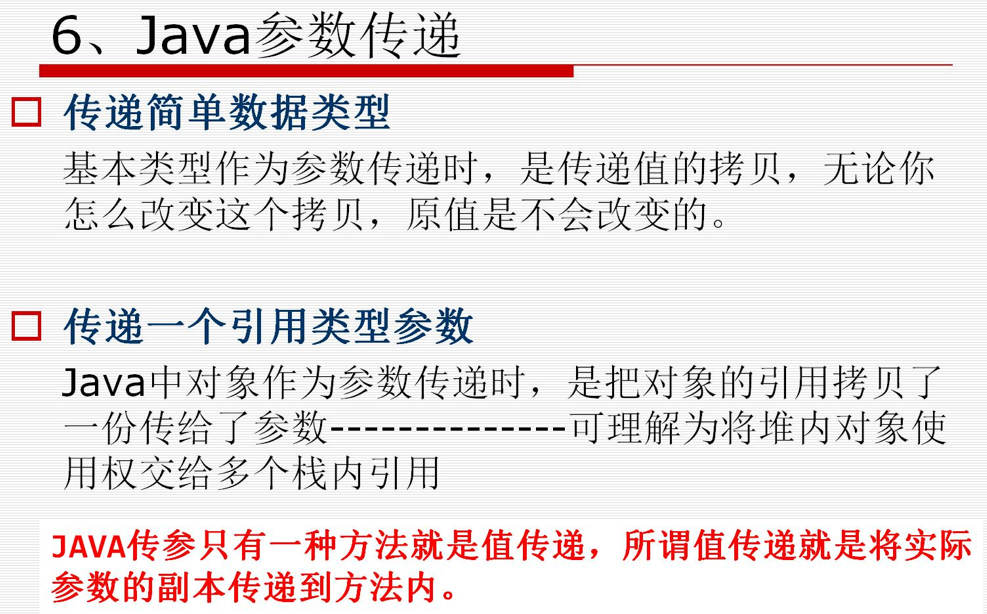 6、Java参数传递
传递简单数据类型
基本类型作为参数传递时，是传递值的拷贝，无论你
怎么改变这个拷贝，原值是不会改变的。
传递一个引用类型参数
Java中对象作为参数传递时，是把对象的引用拷贝了
一份传给了参数--------------可理解为将堆内对象使
用权交给多个栈内引用
JAVA传参只有一种方法就是值传递，所谓值传递就是将实际
参数的副本传递到方法内。